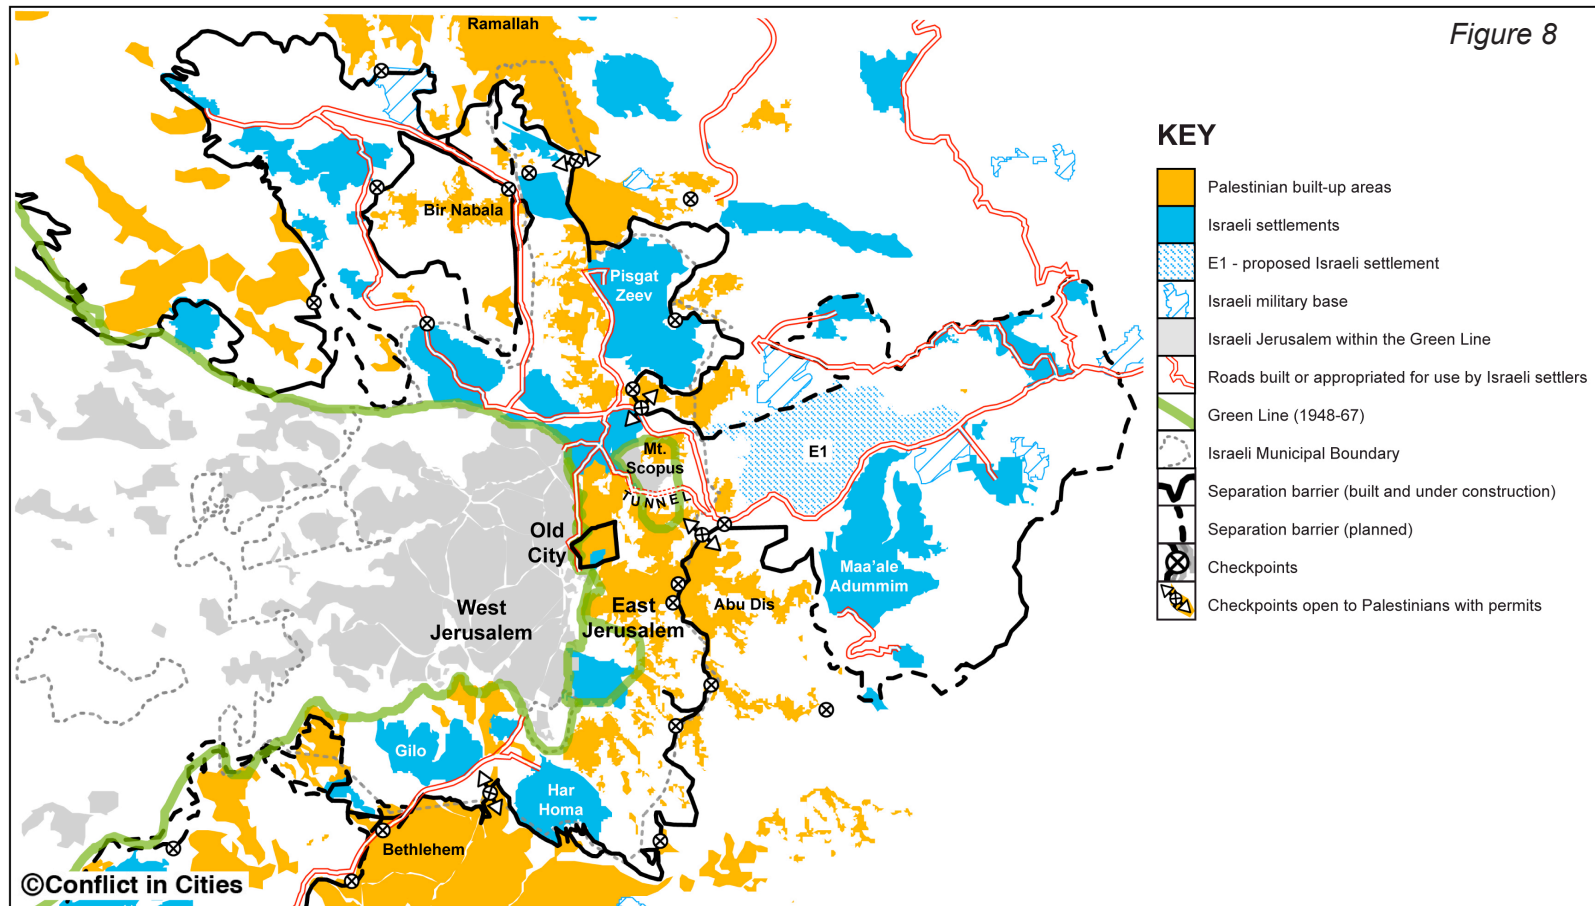 Figure 8
Ramallah
Bir Nabala
Pisgat
Zeev
Mt.
Scopus
TUNNEL
E1
Old
City
Maa'ale
Adummim
West
Jerusalem
East
Jerusalem
Abu Dis
Gilo
Har
Homa
Bethlehem
©Conflict in Cities
KEY
Palestinian built-up areas
Israeli settlements
E1 - proposed Israeli settlement
Israeli military base
Israeli Jerusalem within the Green Line
Roads built or appropriated for use by Israeli settlers
Green Line (1948-67)
Israeli Municipal Boundary
Separation barrier (built and under construction)
Separation barrier (planned)
Checkpoints
Checkpoints open to Palestinians with permits